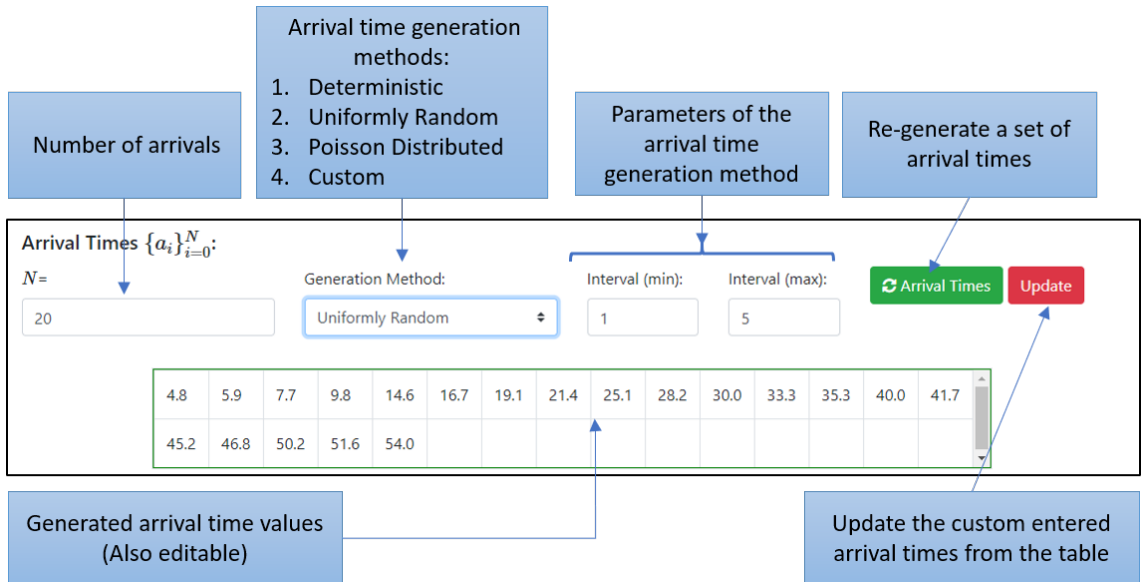 Arrival time generation
methods:
1. Deterministic
2. Uniformly Random
3. Poisson Distributed
4. Custom
Number of arrivals
Parameters of the
arrival time
generation method
Re-generate a set of
arrival times
Arrival Times {a_i}_{i=0}^N:
N=
Generation Method:
Interval (min):
Interval (max):
20
Uniformly Random
1
5
Arrival Times
Update
4.8 5.9 7.7 9.8 14.6 16.7 19.1 21.4 25.1 28.2 30.0 33.3 35.3 40.0 41.7
45.2 46.8 50.2 51.6 54.0
Generated arrival time values
(Also editable)
Update the custom entered
arrival times from the table